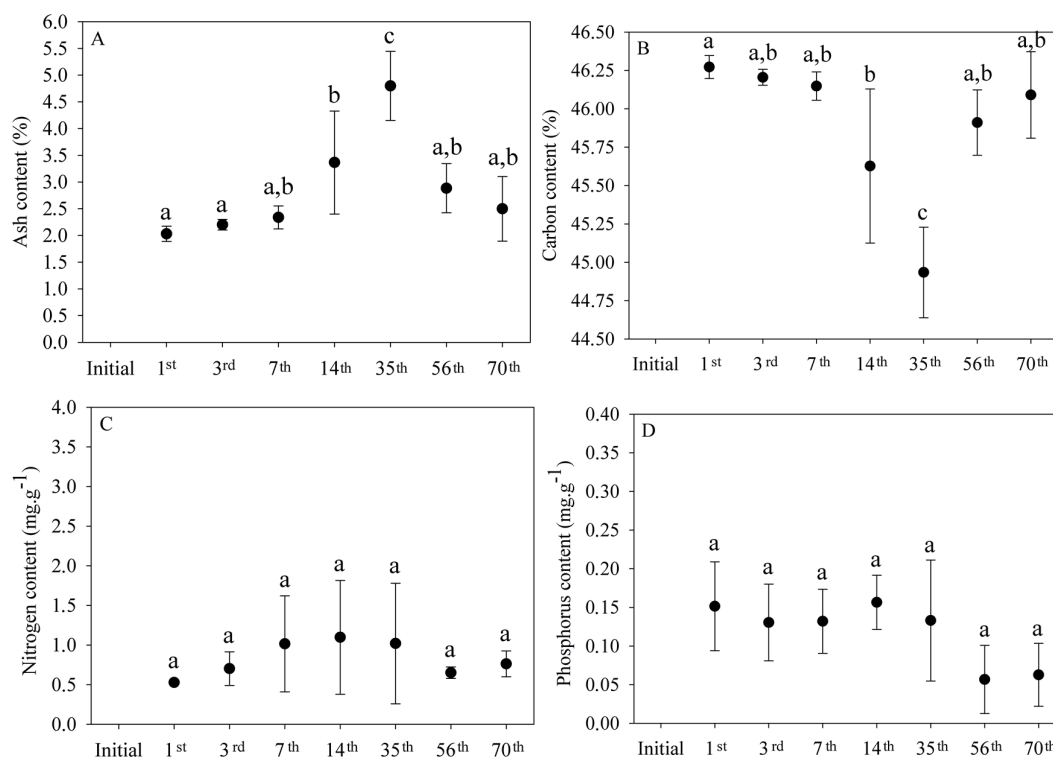 A
Ash content (%)
6.0
5.5
5.0
4.5
4.0
3.5
3.0
2.5
2.0
1.5
1.0
0.5
0.0
a
a
a,b
b
c
a,b
a,b
Initial 1st 3rd 7th 14th 35th 56th 70th
B
Carbon content (%)
46.50
46.25
46.00
45.75
45.50
45.25
45.00
44.75
44.50
a
a,b
a,b
b
c
a,b
a,b
Initial 1st 3rd 7th 14th 35th 56th 70th
C
Nitrogen content (mg.g-1)
4.0
3.5
3.0
2.5
2.0
1.5
1.0
0.5
0.0
a
a
a
a
a
a
a
Initial 1st 3rd 7th 14th 35th 56th 70th
D
Phosphorus content (mg.g-1)
0.40
0.35
0.30
0.25
0.20
0.15
0.10
0.05
0.00
a
a
a
a
a
a
a
Initial 1st 3rd 7th 14th 35th 56th 70th